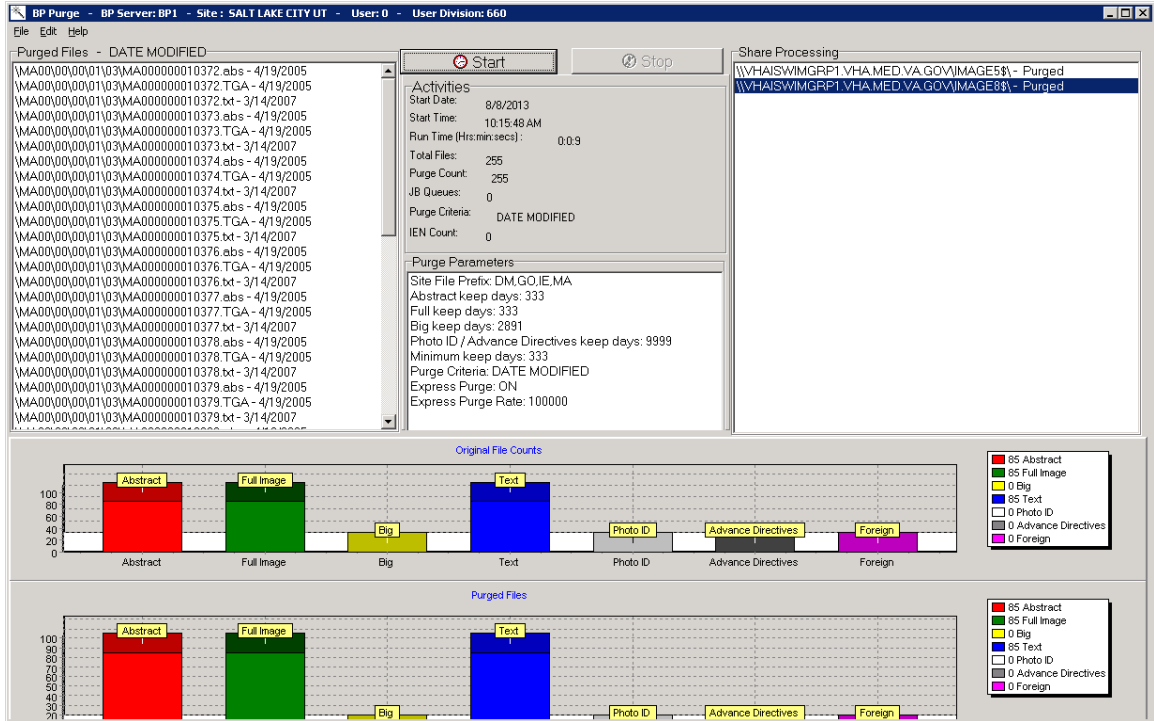 BP Purge - BP Server: BP1 - Site : SALT LAKE CITY UT - User: 0 - User Division: 660
File Edit Help
Purged Files - DATE MODIFIED
\MA00\00\00\01\03\MA000000010372.abs - 4/19/2005
\MA00\00\00\01\03\MA000000010372.TGA - 4/19/2005
\MA00\00\00\01\03\MA000000010372.txt - 3/14/2007
\MA00\00\00\01\03\MA000000010373.abs - 4/19/2005
\MA00\00\00\01\03\MA000000010373.TGA - 4/19/2005
\MA00\00\00\01\03\MA000000010373.txt - 3/14/2007
\MA00\00\00\01\03\MA000000010374.abs - 4/19/2005
\MA00\00\00\01\03\MA000000010374.TGA - 4/19/2005
\MA00\00\00\01\03\MA000000010374.txt - 3/14/2007
\MA00\00\00\01\03\MA000000010375.abs - 4/19/2005
\MA00\00\00\01\03\MA000000010375.TGA - 4/19/2005
\MA00\00\00\01\03\MA000000010375.txt - 3/14/2007
\MA00\00\00\01\03\MA000000010376.abs - 4/19/2005
\MA00\00\00\01\03\MA000000010376.TGA - 4/19/2005
\MA00\00\00\01\03\MA000000010376.txt - 3/14/2007
\MA00\00\00\01\03\MA000000010377.abs - 4/19/2005
\MA00\00\00\01\03\MA000000010377.TGA - 4/19/2005
\MA00\00\00\01\03\MA000000010377.txt - 3/14/2007
\MA00\00\00\01\03\MA000000010378.abs - 4/19/2005
\MA00\00\00\01\03\MA000000010378.TGA - 4/19/2005
\MA00\00\00\01\03\MA000000010378.txt - 3/14/2007
\MA00\00\00\01\03\MA000000010379.abs - 4/19/2005
\MA00\00\00\01\03\MA000000010379.TGA - 4/19/2005
\MA00\00\00\01\03\MA000000010379.txt - 3/14/2007
Start
Stop
Activities
Start Date: 8/8/2013
Start Time: 10:15:48 AM
Run Time (Hrs:min:secs) : 0:0:9
Total Files: 255
Purge Count: 255
JB Queues: 0
Purge Criteria: DATE MODIFIED
IEN Count: 0
Purge Parameters
Site File Prefix: DM,GO,IE,MA
Abstract keep days: 333
Full keep days: 333
Big keep days: 2891
Photo ID / Advance Directives keep days: 9999
Minimum keep days: 333
Purge Criteria: DATE MODIFIED
Express Purge: ON
Express Purge Rate: 100000
Share Processing
\\VHAISWIMGRP1.VHA.MED.VA.GOV\IMAGE5$\ - Purged
\\VHAISWIMGRP1.VHA.MED.VA.GOV\IMAGE8$\ - Purged
Original File Counts
100
80
60
40
20
0
Abstract Full Image Big Text Photo ID Advance Directives Foreign
Abstract Full Image Big Text Photo ID Advance Directives Foreign
85 Abstract
85 Full Image
0 Big
85 Text
0 Photo ID
0 Advance Directives
0 Foreign
Purged Files
100
90
80
70
60
50
40
30
20
Abstract Full Image Big Text Photo ID Advance Directives Foreign
85 Abstract
85 Full Image
0 Big
85 Text
0 Photo ID
0 Advance Directives
0 Foreign